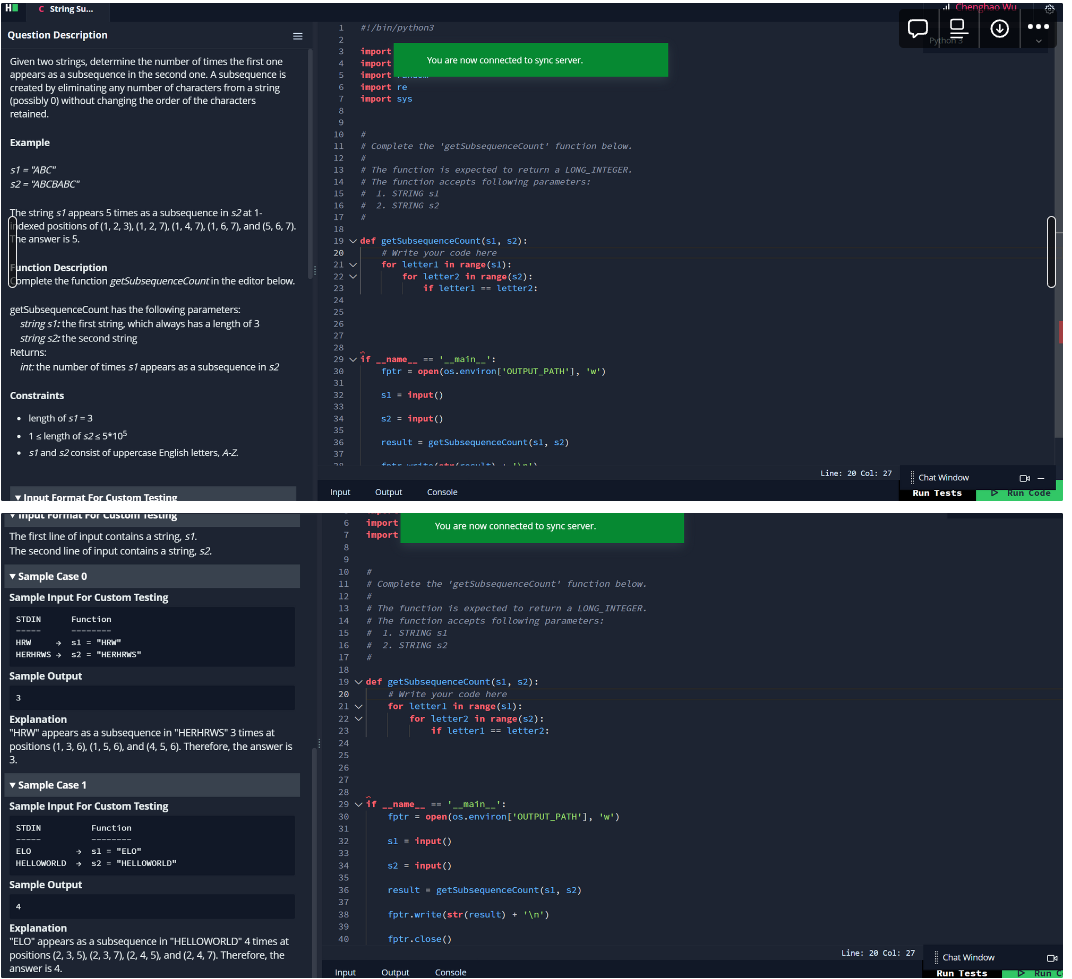 String Su...
Chenghao Wu
Question Description
Given two strings, determine the number of times the first one
appears as a subsequence in the second one. A subsequence is
created by eliminating any number of characters from a string
(possibly 0) without changing the order of the characters
retained.
Example
s1 = "ABC"
s2 = "ABCBABC"
The string s1 appears 5 times as a subsequence in s2 at 1-
indexed positions of (1, 2, 3), (1, 2, 7), (1, 4, 7), (1, 6, 7), and (5, 6, 7).
The answer is 5.
Function Description
Complete the function getSubsequenceCount in the editor below.
getSubsequenceCount has the following parameters:
string s1: the first string, which always has a length of 3
string s2: the second string
Returns:
int: the number of times s1 appears as a subsequence in s2
Constraints
• length of s1 = 3
• 1 ≤ length of s2 ≤ 5*10⁵
• s1 and s2 consist of uppercase English letters, A-Z.
▼ Input Format For Custom Testing
Python 3
1 #!/bin/python3
2
3 import
4 import
5 import random
6 import re
7 import sys
8
9
10 #
11 # Complete the 'getSubsequenceCount' function below.
12 #
13 # The function is expected to return a LONG_INTEGER.
14 # The function accepts following parameters:
15 #  1. STRING s1
16 #  2. STRING s2
17 #
18
19 def getSubsequenceCount(s1, s2):
20     # Write your code here
21     for letter1 in range(s1):
22         for letter2 in range(s2):
23             if letter1 == letter2:
24
25
26
27
28
29 if __name__ == '__main__':
30     fptr = open(os.environ['OUTPUT_PATH'], 'w')
31
32     s1 = input()
33
34     s2 = input()
35
36     result = getSubsequenceCount(s1, s2)
37
38     fptr.write(str(result) + '\n')
You are now connected to sync server.
Line: 20 Col: 27
Chat Window
Input Output Console
Run Tests
Run Code
▼ Input Format For Custom Testing
The first line of input contains a string, s1.
The second line of input contains a string, s2.
▼ Sample Case 0
Sample Input For Custom Testing
STDIN Function
----- --------
HRW → s1 = "HRW"
HERHRWS → s2 = "HERHRWS"
Sample Output
3
Explanation
"HRW" appears as a subsequence in "HERHRWS" 3 times at
positions (1, 3, 6), (1, 5, 6), and (4, 5, 6). Therefore, the answer is
3.
▼ Sample Case 1
Sample Input For Custom Testing
STDIN Function
----- --------
ELO → s1 = "ELO"
HELLOWORLD → s2 = "HELLOWORLD"
Sample Output
4
Explanation
"ELO" appears as a subsequence in "HELLOWORLD" 4 times at
positions (2, 3, 5), (2, 3, 7), (2, 4, 5), and (2, 4, 7). Therefore, the
answer is 4.
6 import
7 import
8
9
10 #
11 # Complete the 'getSubsequenceCount' function below.
12 #
13 # The function is expected to return a LONG_INTEGER.
14 # The function accepts following parameters:
15 #  1. STRING s1
16 #  2. STRING s2
17 #
18
19 def getSubsequenceCount(s1, s2):
20     # Write your code here
21     for letter1 in range(s1):
22         for letter2 in range(s2):
23             if letter1 == letter2:
24
25
26
27
28
29 if __name__ == '__main__':
30     fptr = open(os.environ['OUTPUT_PATH'], 'w')
31
32     s1 = input()
33
34     s2 = input()
35
36     result = getSubsequenceCount(s1, s2)
37
38     fptr.write(str(result) + '\n')
39
40     fptr.close()
You are now connected to sync server.
Line: 20 Col: 27
Chat Window
Input Output Console
Run Tests
Run C